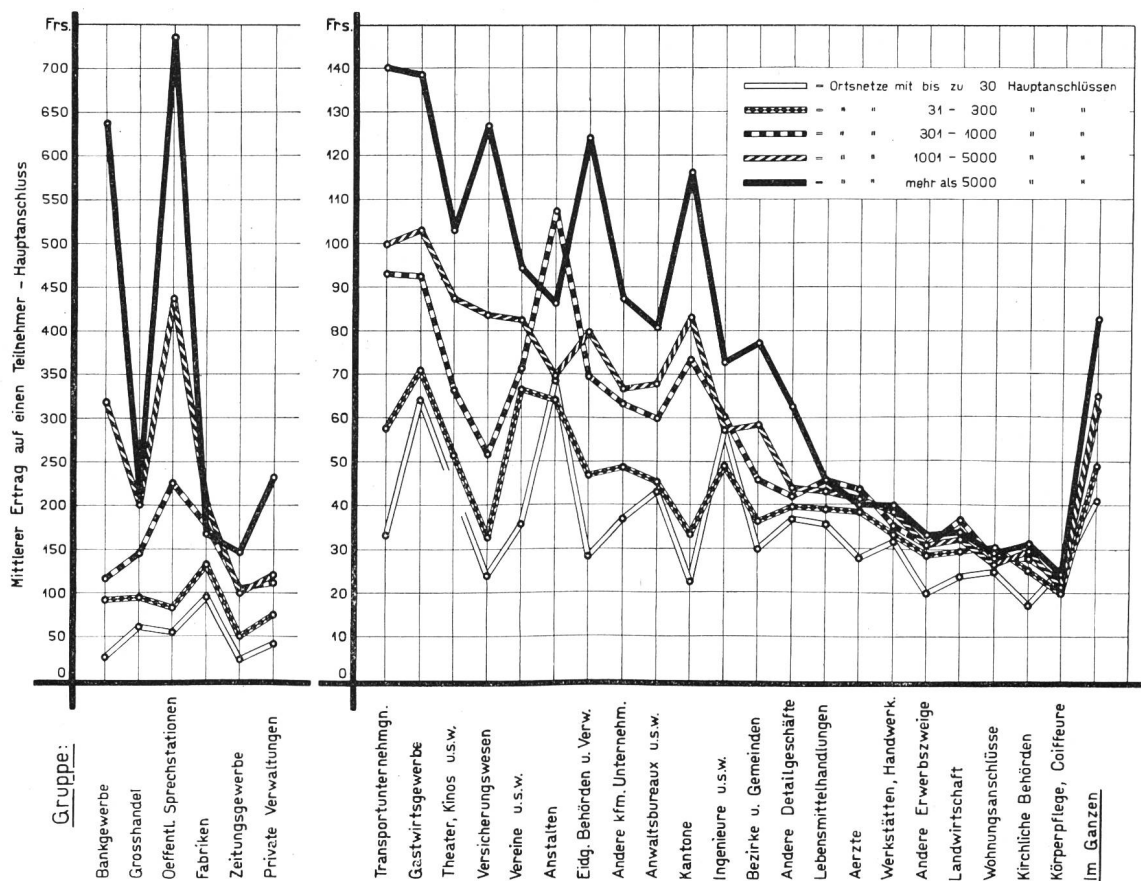 Frs.
700
650
600
550
500
450
400
350
300
250
200
150
100
50
0
Mittlerer Ertrag auf einen Teilnehmer - Hauptanschluss
Frs.
140
130
120
110
100
90
80
70
60
50
40
30
20
10
0
= Ortsnetze mit bis zu 30 Hauptanschlüssen
= " " 31 - 300 " "
= " " 301 - 1000 " "
= " " 1001 - 5000 " "
= " " mehr als 5000 " "
Gruppe:
Bankgewerbe
Grosshandel
Oeffentl. Sprechstationen
Fabriken
Zeitungsgewerbe
Private Verwaltungen
Transportunternehmgn.
Gastwirtsgewerbe
Theater, Kinos u.s.w.
Versicherungswesen
Vereine u.s.w.
Anstalten
Eidg. Behörden u. Verw.
Andere kfm. Unternehm.
Anwaltsbureaux u.s.w.
Kantone
Ingenieure u.s.w.
Bezirke u. Gemeinden
Andere Detailgeschäfte
Lebensmittelhandlungen
Aerzte
Werkstätten, Handwerk.
Andere Erwerbszweige
Landwirtschaft
Wohnungsanschlüsse
Kirchliche Behörden
Körperpflege, Coiffeure
Im Ganzen